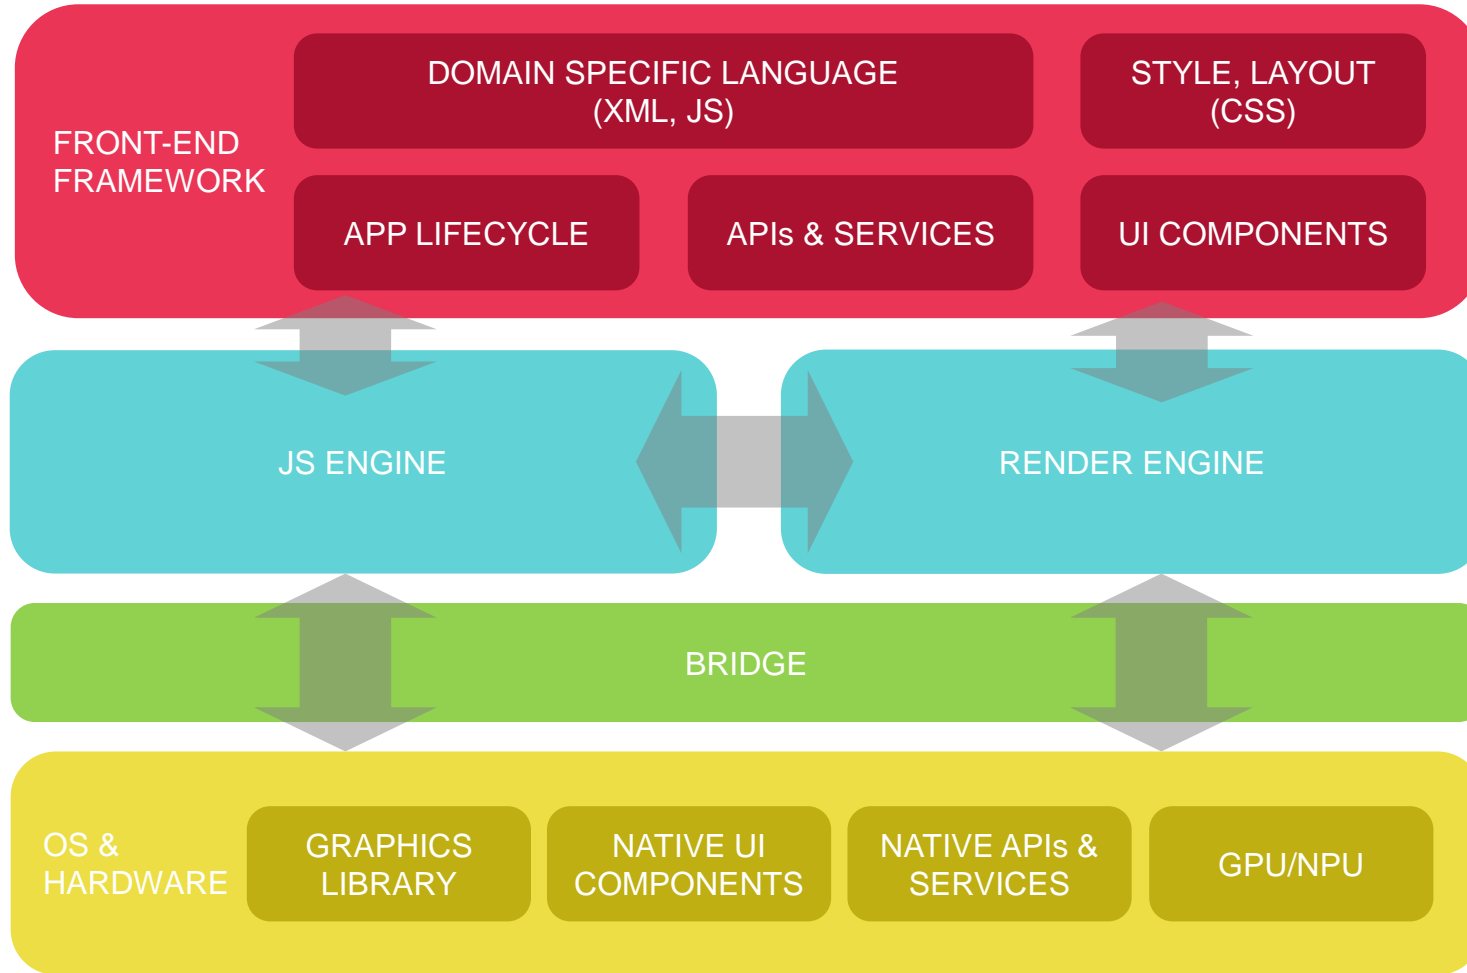 DOMAIN SPECIFIC LANGUAGE
(XML, JS)
STYLE, LAYOUT
(CSS)
FRONT-END
FRAMEWORK
APP LIFECYCLE
APIs & SERVICES
UI COMPONENTS
JS ENGINE
RENDER ENGINE
BRIDGE
OS &
HARDWARE
GRAPHICS
LIBRARY
NATIVE UI
COMPONENTS
NATIVE APIs &
SERVICES
GPU/NPU